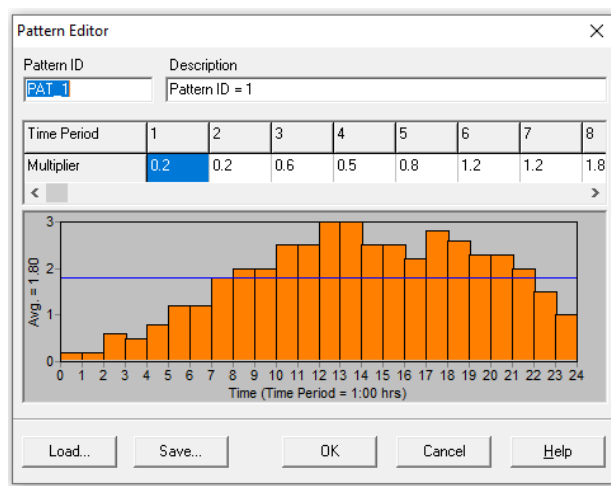 Pattern Editor
Pattern ID Description
PAT_1 Pattern ID = 1
Time Period 1 2 3 4 5 6 7 8
Multiplier 0.2 0.2 0.6 0.5 0.8 1.2 1.2 1.8
3
2
1
0
Avg. = 1.80
0 1 2 3 4 5 6 7 8 9 10 11 12 13 14 15 16 17 18 19 20 21 22 23 24
Time (Time Period = 1:00 hrs)
Load... Save... OK Cancel Help